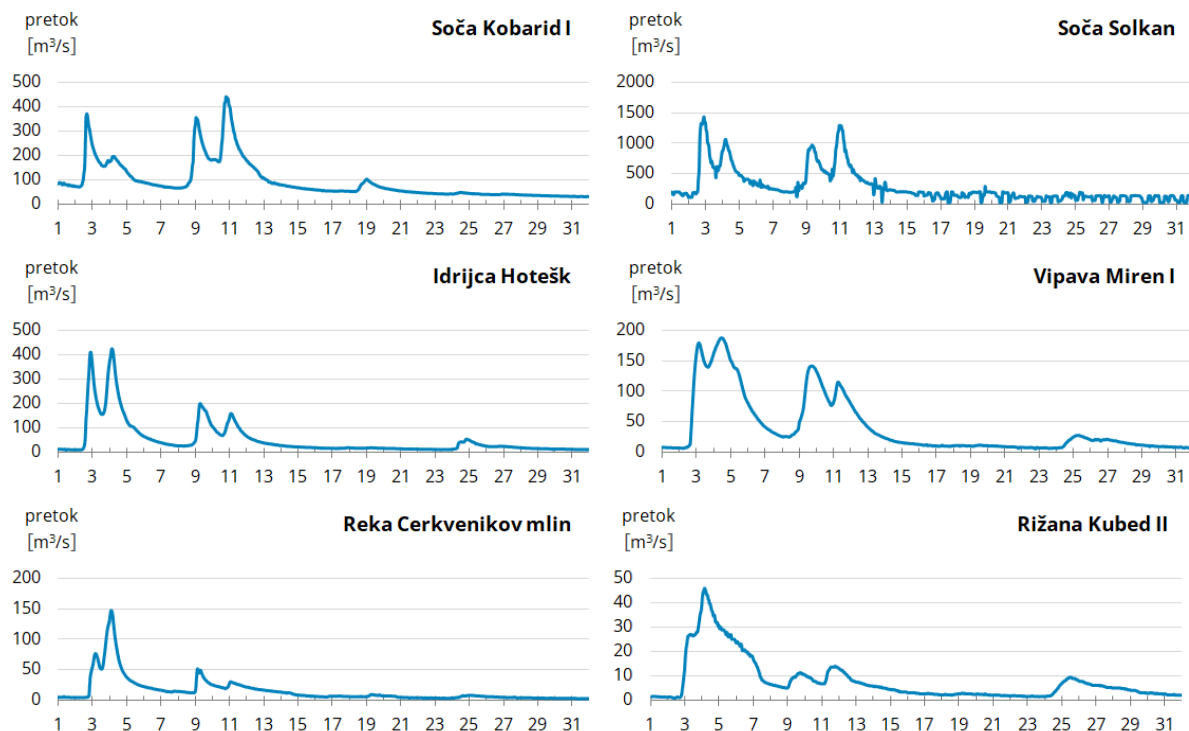 pretok
[m³/s]
Soča Kobarid I
500
400
300
200
100
0
1 3 5 7 9 11 13 15 17 19 21 23 25 27 29 31
pretok
[m³/s]
Soča Solkan
2000
1500
1000
500
0
1 3 5 7 9 11 13 15 17 19 21 23 25 27 29 31
pretok
[m³/s]
Idrijca Hotešk
500
400
300
200
100
0
1 3 5 7 9 11 13 15 17 19 21 23 25 27 29 31
pretok
[m³/s]
Vipava Miren I
200
150
100
50
0
1 3 5 7 9 11 13 15 17 19 21 23 25 27 29 31
pretok
[m³/s]
Reka Cerkvenikov mlin
200
150
100
50
0
1 3 5 7 9 11 13 15 17 19 21 23 25 27 29 31
pretok
[m³/s]
Rižana Kubed II
50
40
30
20
10
0
1 3 5 7 9 11 13 15 17 19 21 23 25 27 29 31